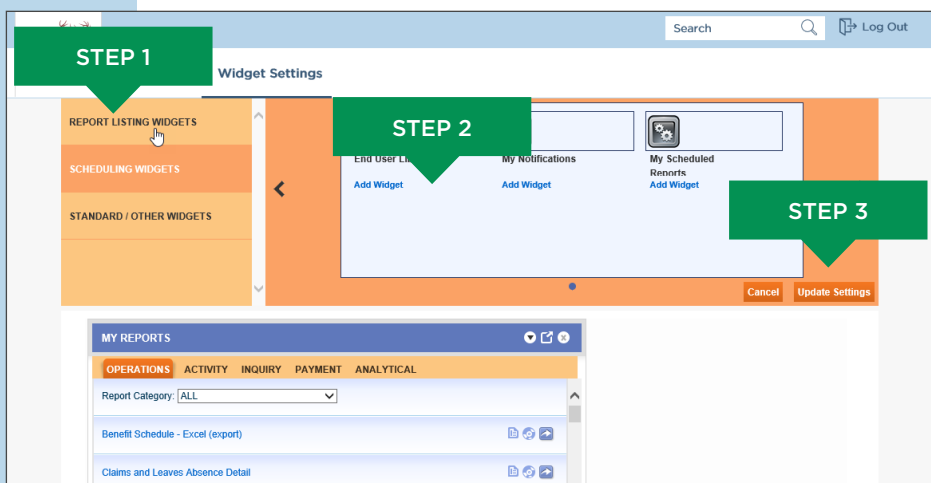 Search
Log Out
STEP 1
Widget Settings
REPORT LISTING WIDGETS
SCHEDULING WIDGETS
STANDARD / OTHER WIDGETS
STEP 2
End User
Add Widget
My Notifications
Add Widget
My Scheduled
Reports
Add Widget
STEP 3
Cancel
Update Settings
MY REPORTS
OPERATIONS ACTIVITY INQUIRY PAYMENT ANALYTICAL
Report Category: ALL
Benefit Schedule - Excel (export)
Claims and Leaves Absence Detail